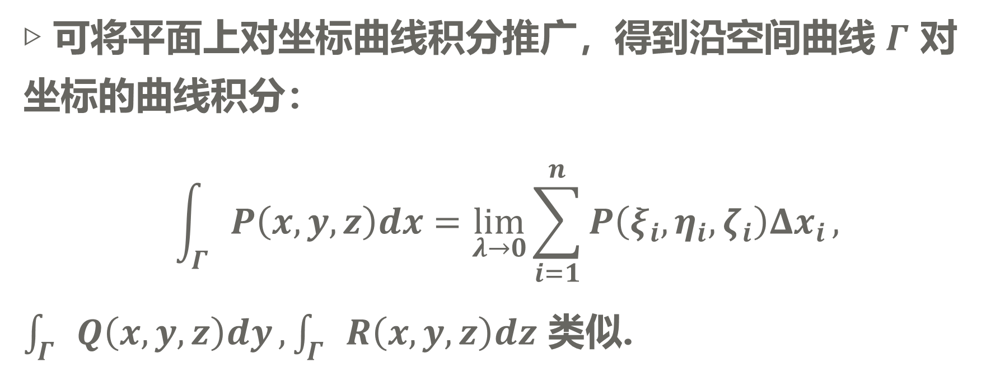 ▷ 可将平面上对坐标曲线积分推广，得到沿空间曲线 Γ 对
坐标的曲线积分：
∫_Γ P(x, y, z)dx = lim_{λ→0} ∑_{i=1}^{n} P(ξ_i, η_i, ζ_i)Δx_i ,
∫_Γ Q(x, y, z)dy , ∫_Γ R(x, y, z)dz 类似.